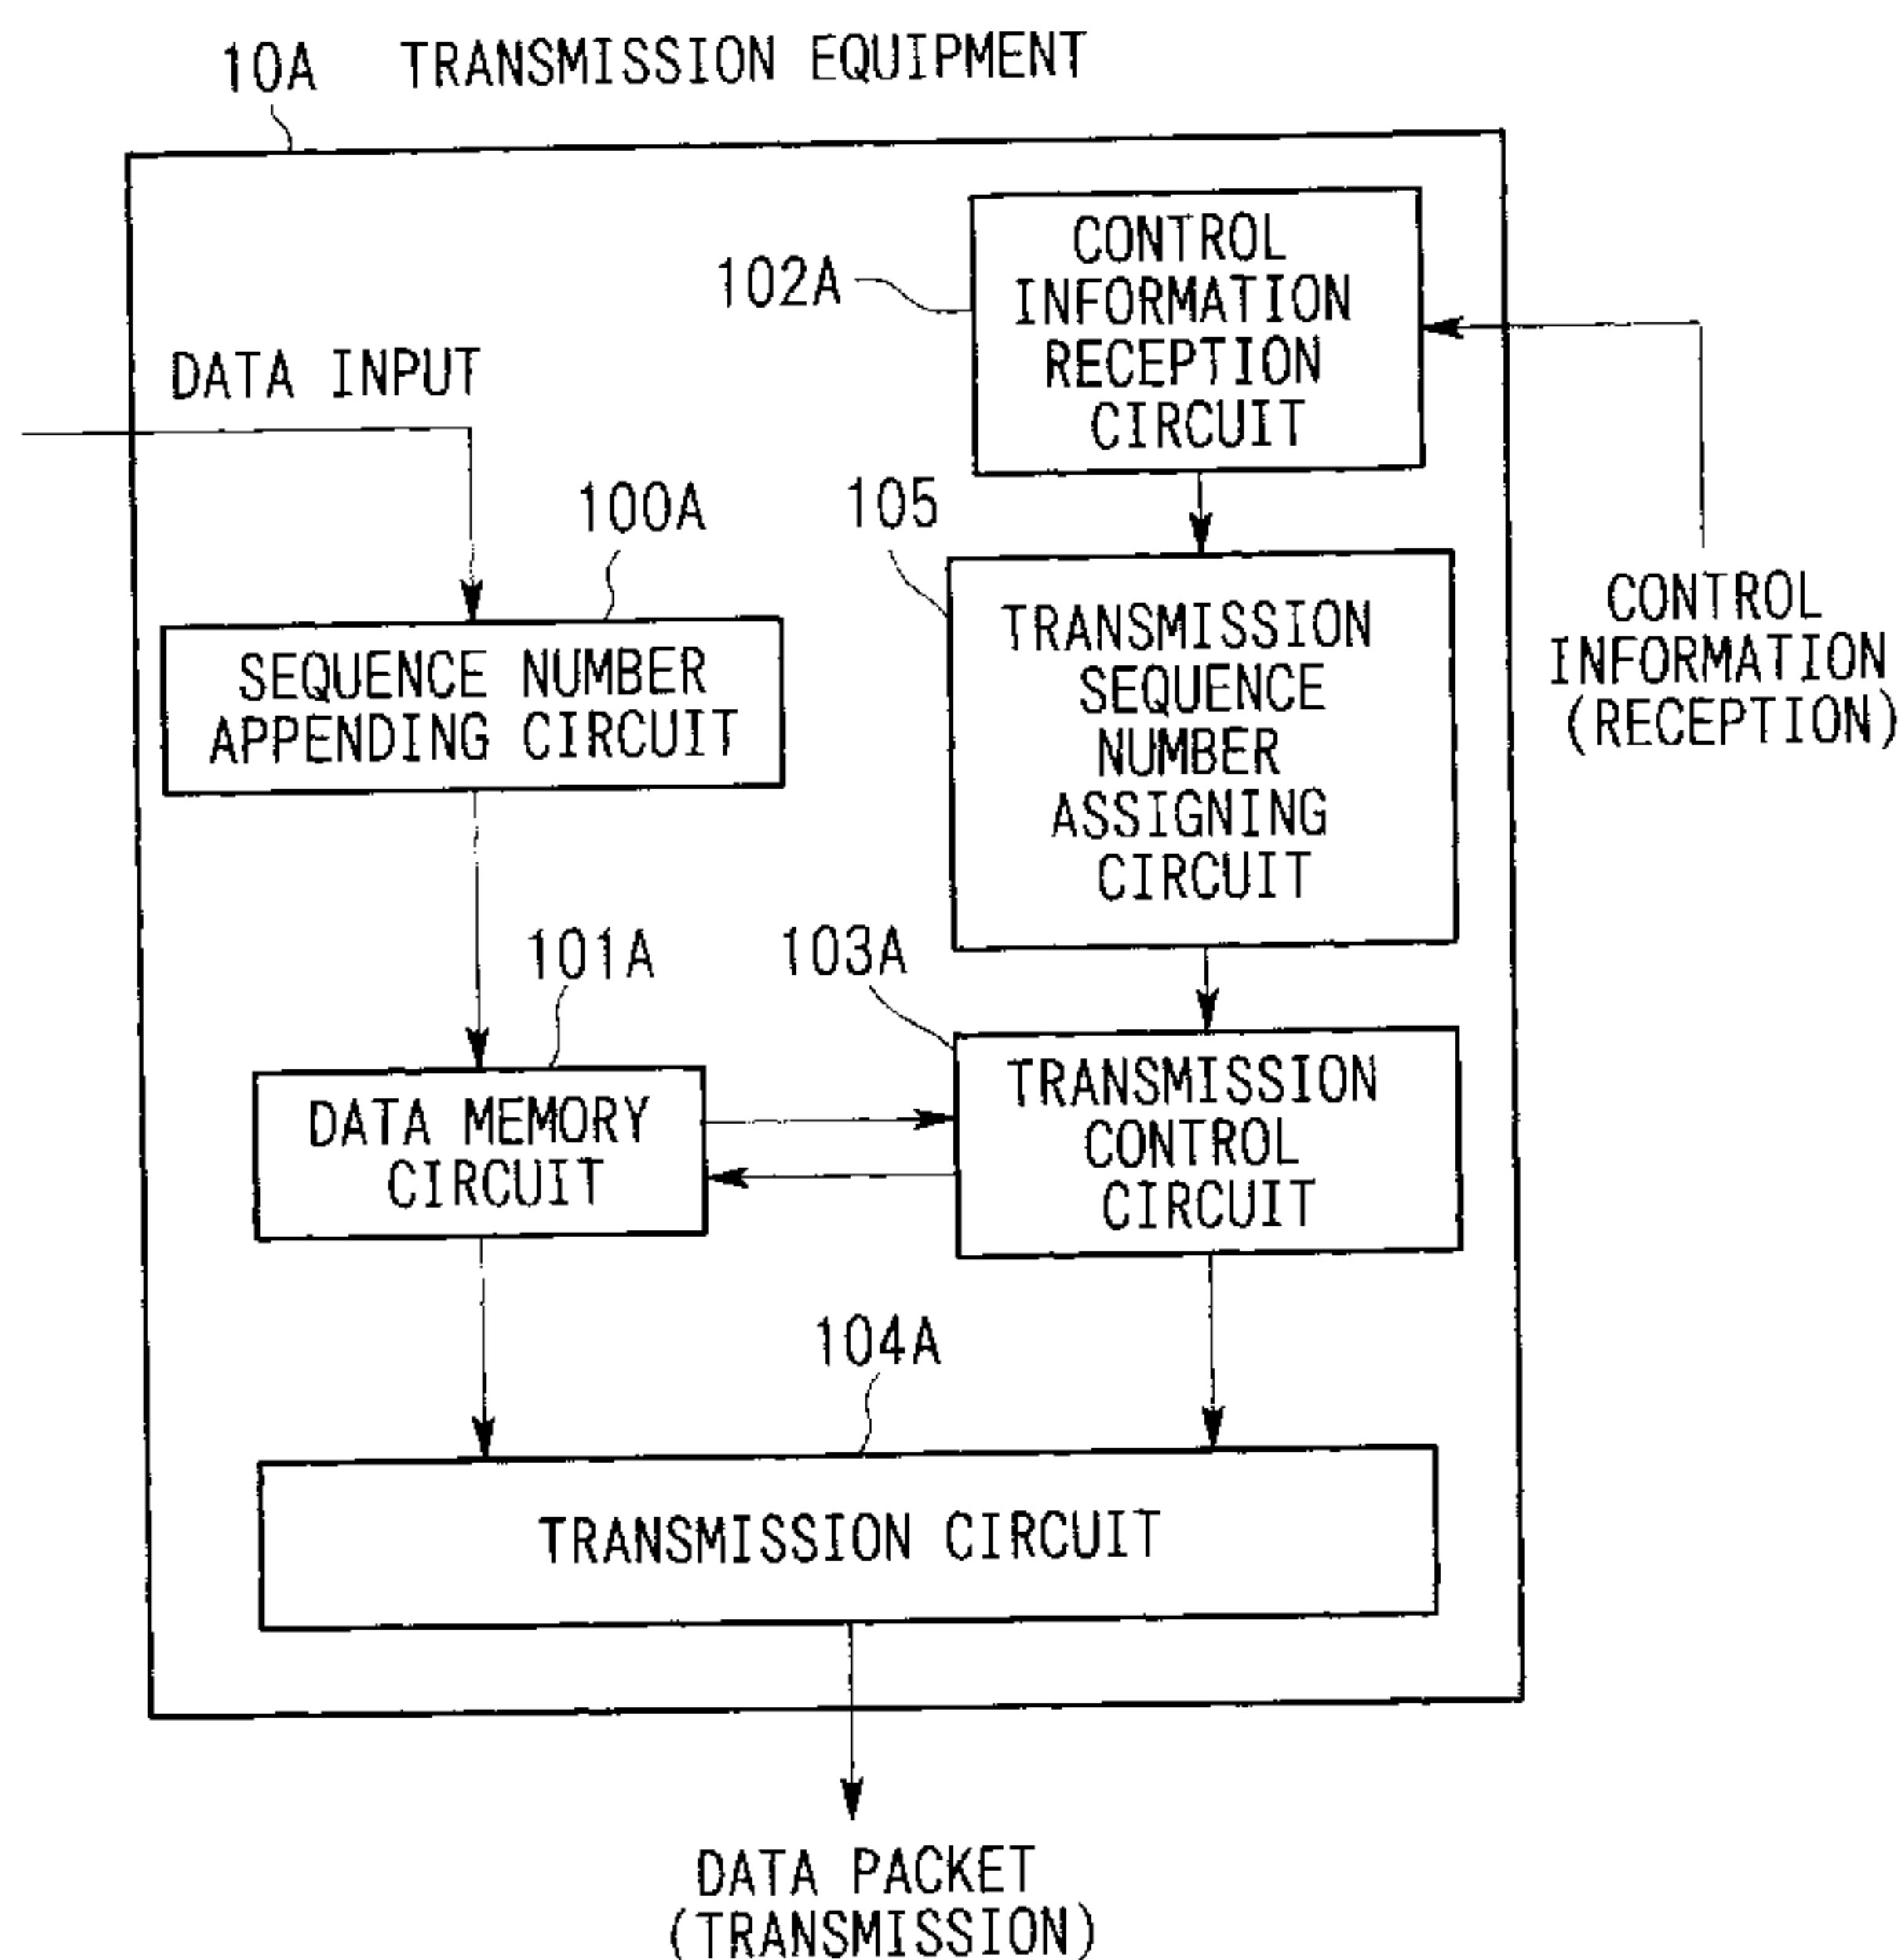 10A TRANSMISSION EQUIPMENT
CONTROL
INFORMATION
RECEPTION
CIRCUIT
102A
DATA INPUT
100A
105
SEQUENCE NUMBER
APPENDING CIRCUIT
TRANSMISSION
SEQUENCE
NUMBER
ASSIGNING
CIRCUIT
CONTROL
INFORMATION
(RECEPTION)
101A
103A
DATA MEMORY
CIRCUIT
TRANSMISSION
CONTROL
CIRCUIT
104A
TRANSMISSION CIRCUIT
DATA PACKET
(TRANSMISSION)